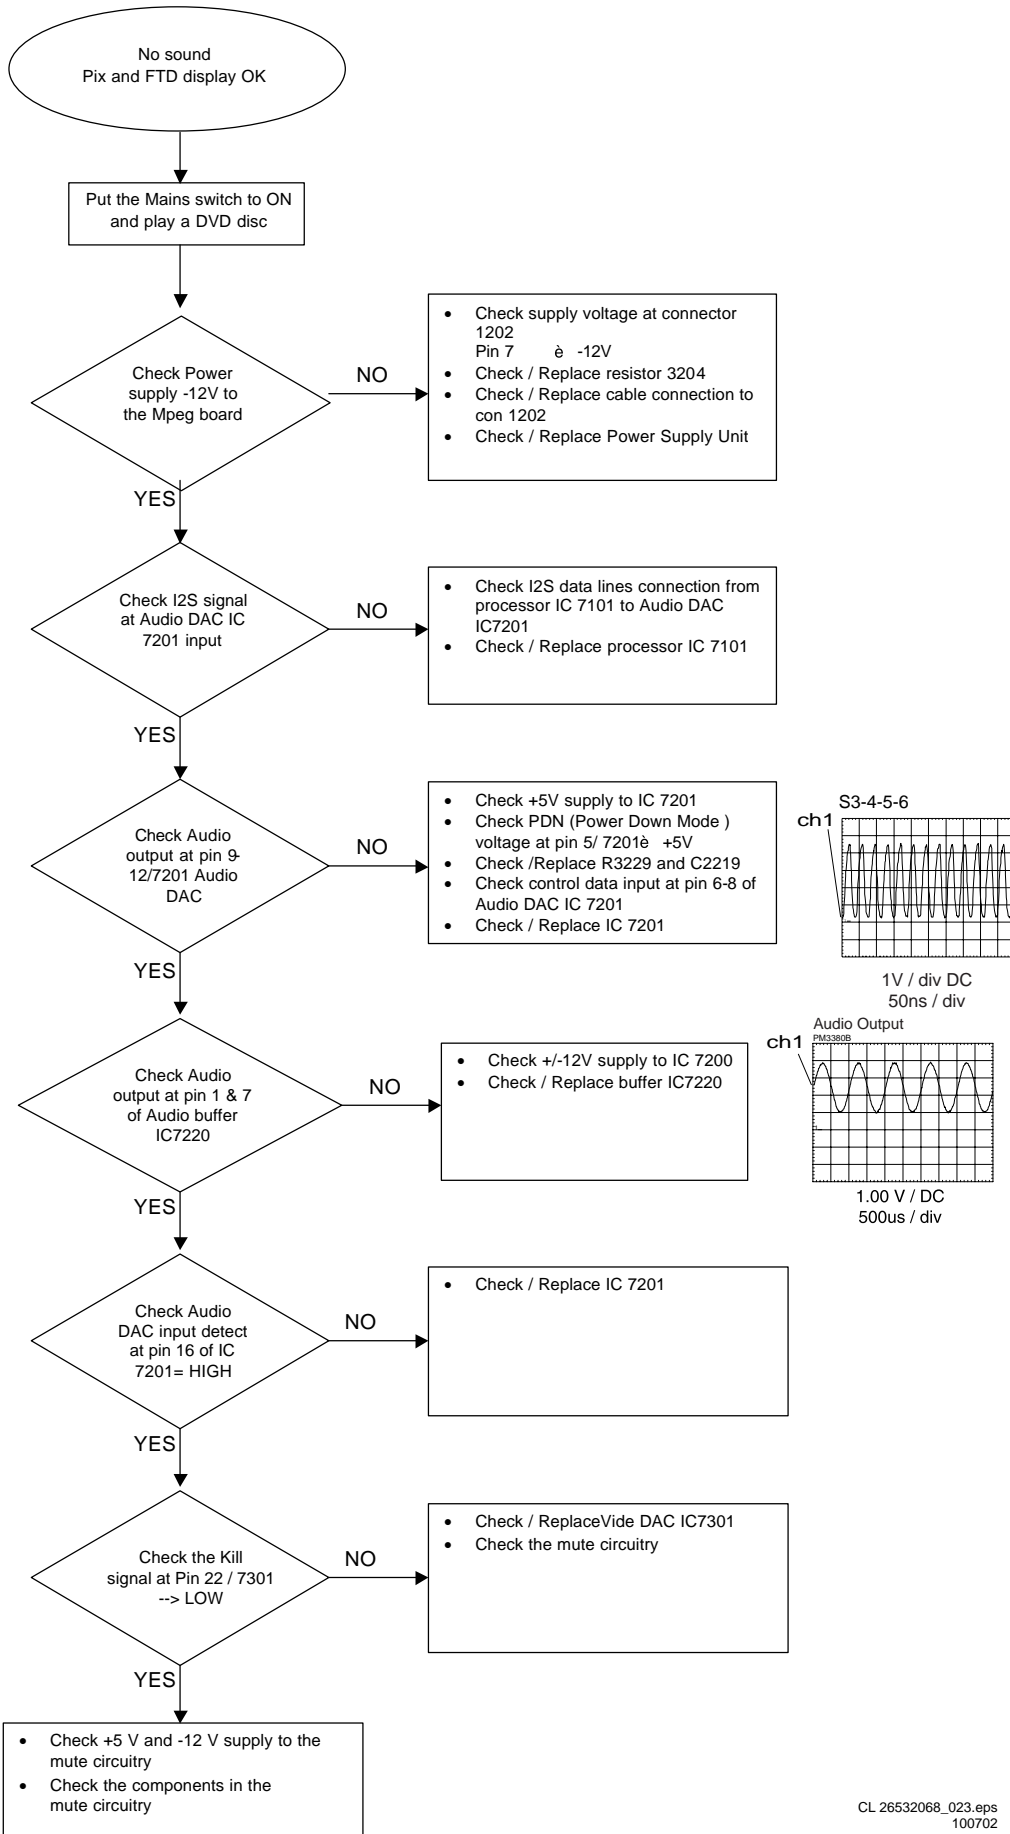 No sound
Pix and FTD display OK
Put the Mains switch to ON
and play a DVD disc
Check Power
supply -12V to
the Mpeg board
NO
• Check supply voltage at connector
1202
Pin 7 è -12V
• Check / Replace resistor 3204
• Check / Replace cable connection to
con 1202
• Check / Replace Power Supply Unit
YES
Check I2S signal
at Audio DAC IC
7201 input
NO
• Check I2S data lines connection from
processor IC 7101 to Audio DAC
IC7201
• Check / Replace processor IC 7101
YES
Check Audio
output at pin 9-
12/7201 Audio
DAC
NO
• Check +5V supply to IC 7201
• Check PDN (Power Down Mode )
voltage at pin 5/ 7201è +5V
• Check /Replace R3229 and C2219
• Check control data input at pin 6-8 of
Audio DAC IC 7201
• Check / Replace IC 7201
S3-4-5-6
ch1
1V / div DC
50ns / div
YES
Check Audio
output at pin 1 & 7
of Audio buffer
IC7220
NO
• Check +/-12V supply to IC 7200
• Check / Replace buffer IC7220
Audio Output
PM3380B
ch1
1.00 V / DC
500us / div
YES
Check Audio
DAC input detect
at pin 16 of IC
7201= HIGH
NO
• Check / Replace IC 7201
YES
Check the Kill
signal at Pin 22 / 7301
--> LOW
NO
• Check / ReplaceVide DAC IC7301
• Check the mute circuitry
YES
• Check +5 V and -12 V supply to the
mute circuitry
• Check the components in the
mute circuitry
CL 26532068_023.eps
100702